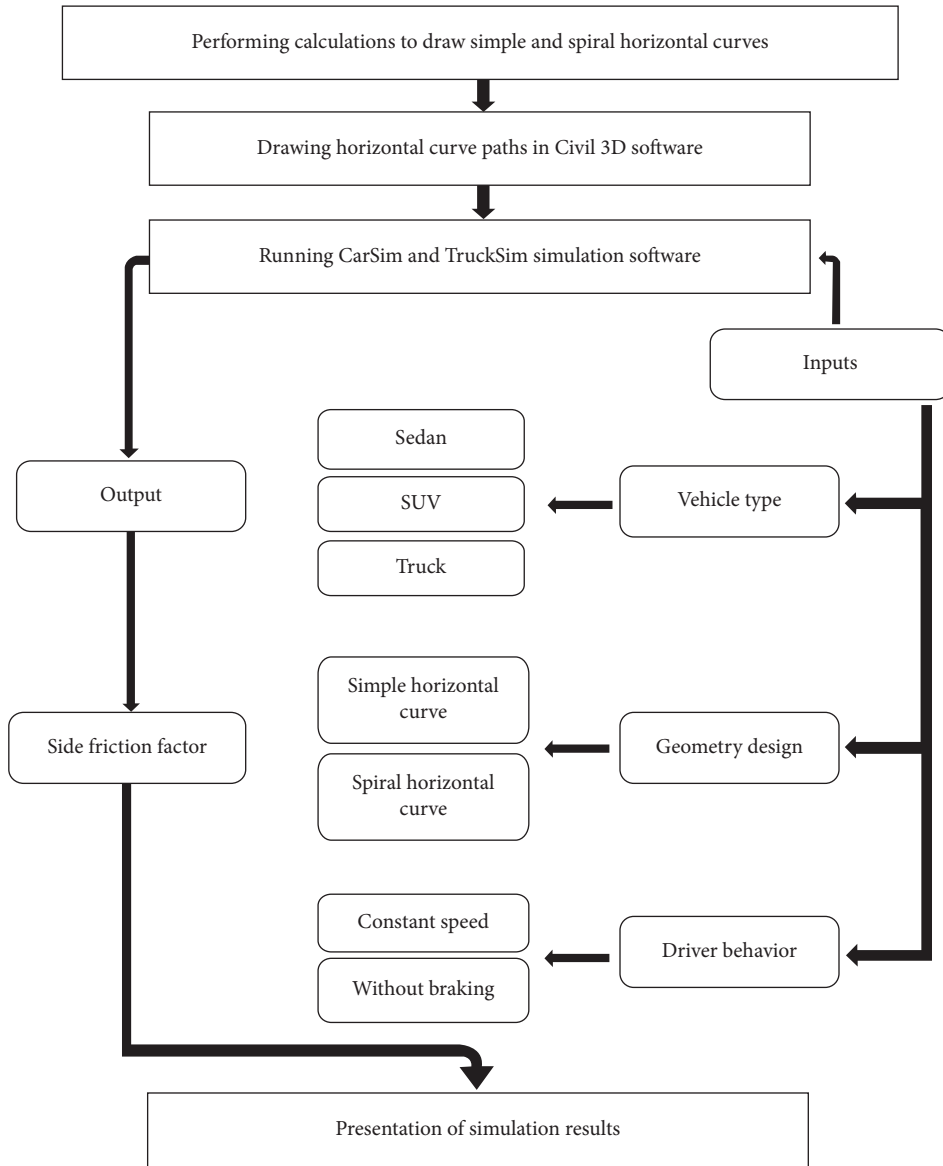 Performing calculations to draw simple and spiral horizontal curves
Drawing horizontal curve paths in Civil 3D software
Running CarSim and TruckSim simulation software
Inputs
Sedan
Output
SUV
Vehicle type
Truck
Simple horizontal
curve
Side friction factor
Geometry design
Spiral horizontal
curve
Constant speed
Driver behavior
Without braking
Presentation of simulation results